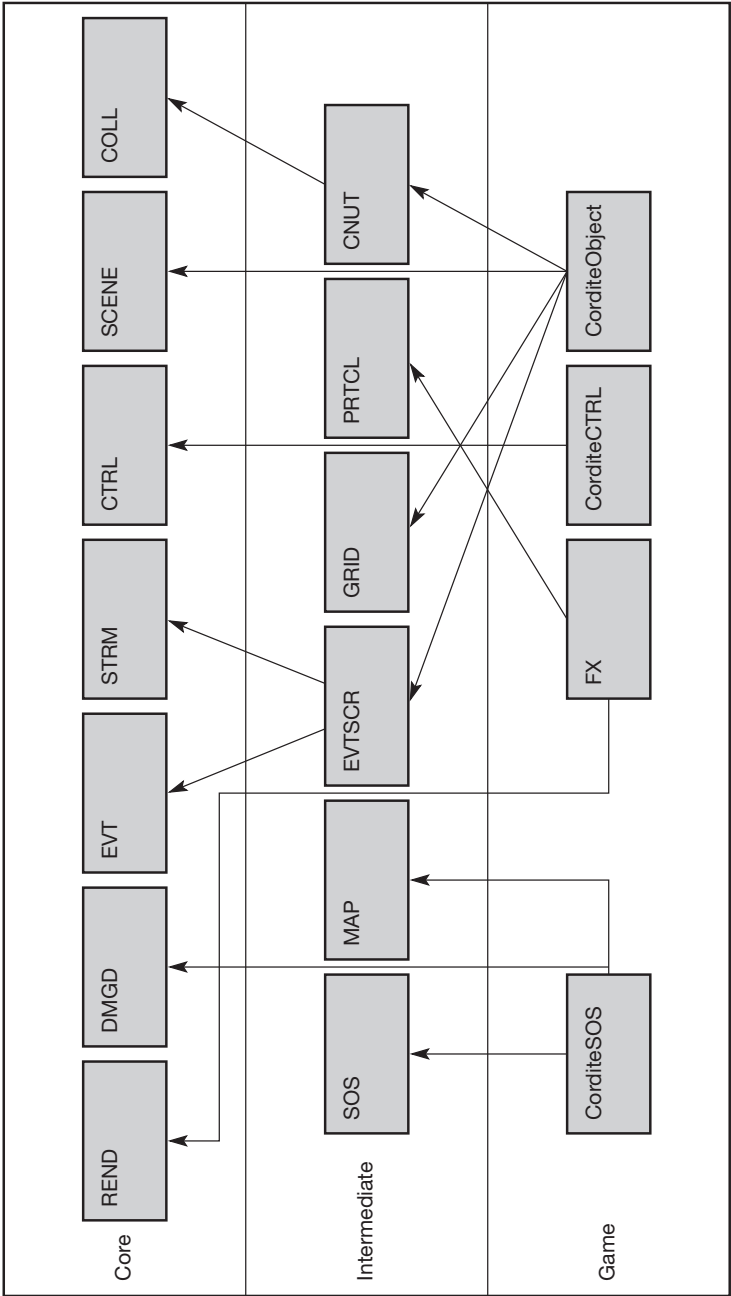 Core
REND
DMGD
EVT
STRM
CTRL
SCENE
COLL
Intermediate
SOS
MAP
EVTSCR
GRID
PRTCL
CNUT
Game
CorditeSOS
FX
CorditeCTRL
CorditeObject